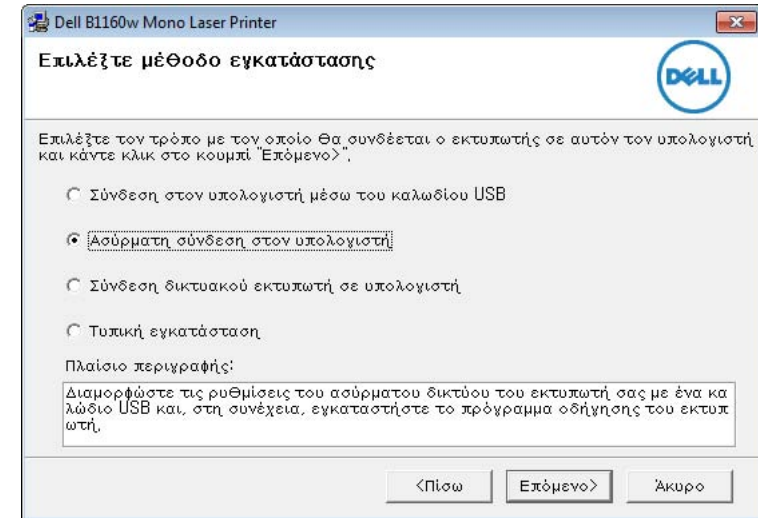 Dell B1160w Mono Laser Printer
Επιλέξτε μέθοδο εγκατάστασης
DELL
Επιλέξτε τον τρόπο με τον οποίο θα συνδέεται ο εκτυπωτής σε αυτόν τον υπολογιστή
και κάντε κλικ στο κουμπί "Επόμενο>".
Σύνδεση στον υπολογιστή μέσω του καλωδίου USB
Ασύρματη σύνδεση στον υπολογιστή
Σύνδεση δικτυακού εκτυπωτή σε υπολογιστή
Τυπική εγκατάσταση
Πλαίσιο περιγραφής:
Διαμορφώστε τις ρυθμίσεις του ασύρματου δικτύου του εκτυπωτή σας με ένα κα
λώδιο USB και, στη συνέχεια, εγκαταστήστε το πρόγραμμα οδήγησης του εκτυπ
ωτή.
<Πίσω Επόμενο> Άκυρο